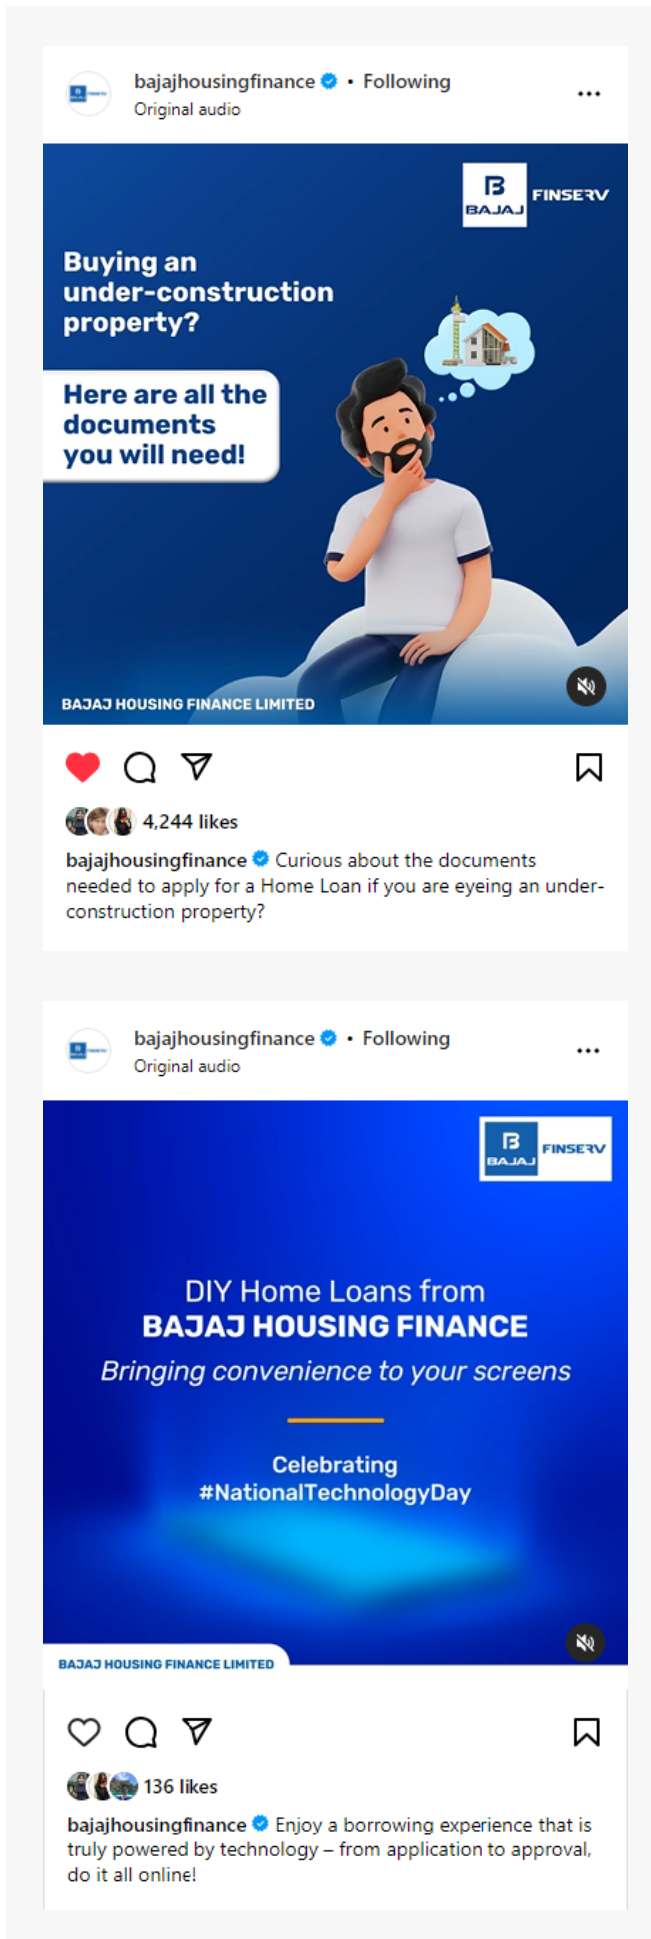 bajajhousingfinance • Following
Original audio
B
BAJAJ FINSERV
Buying an
under-construction
property?
Here are all the
documents
you will need!
BAJAJ HOUSING FINANCE LIMITED
4,244 likes
bajajhousingfinance Curious about the documents
needed to apply for a Home Loan if you are eyeing an under-
construction property?
bajajhousingfinance • Following
Original audio
B
BAJAJ FINSERV
DIY Home Loans from
BAJAJ HOUSING FINANCE
Bringing convenience to your screens
Celebrating
#NationalTechnologyDay
BAJAJ HOUSING FINANCE LIMITED
136 likes
bajajhousingfinance Enjoy a borrowing experience that is
truly powered by technology – from application to approval,
do it all online!